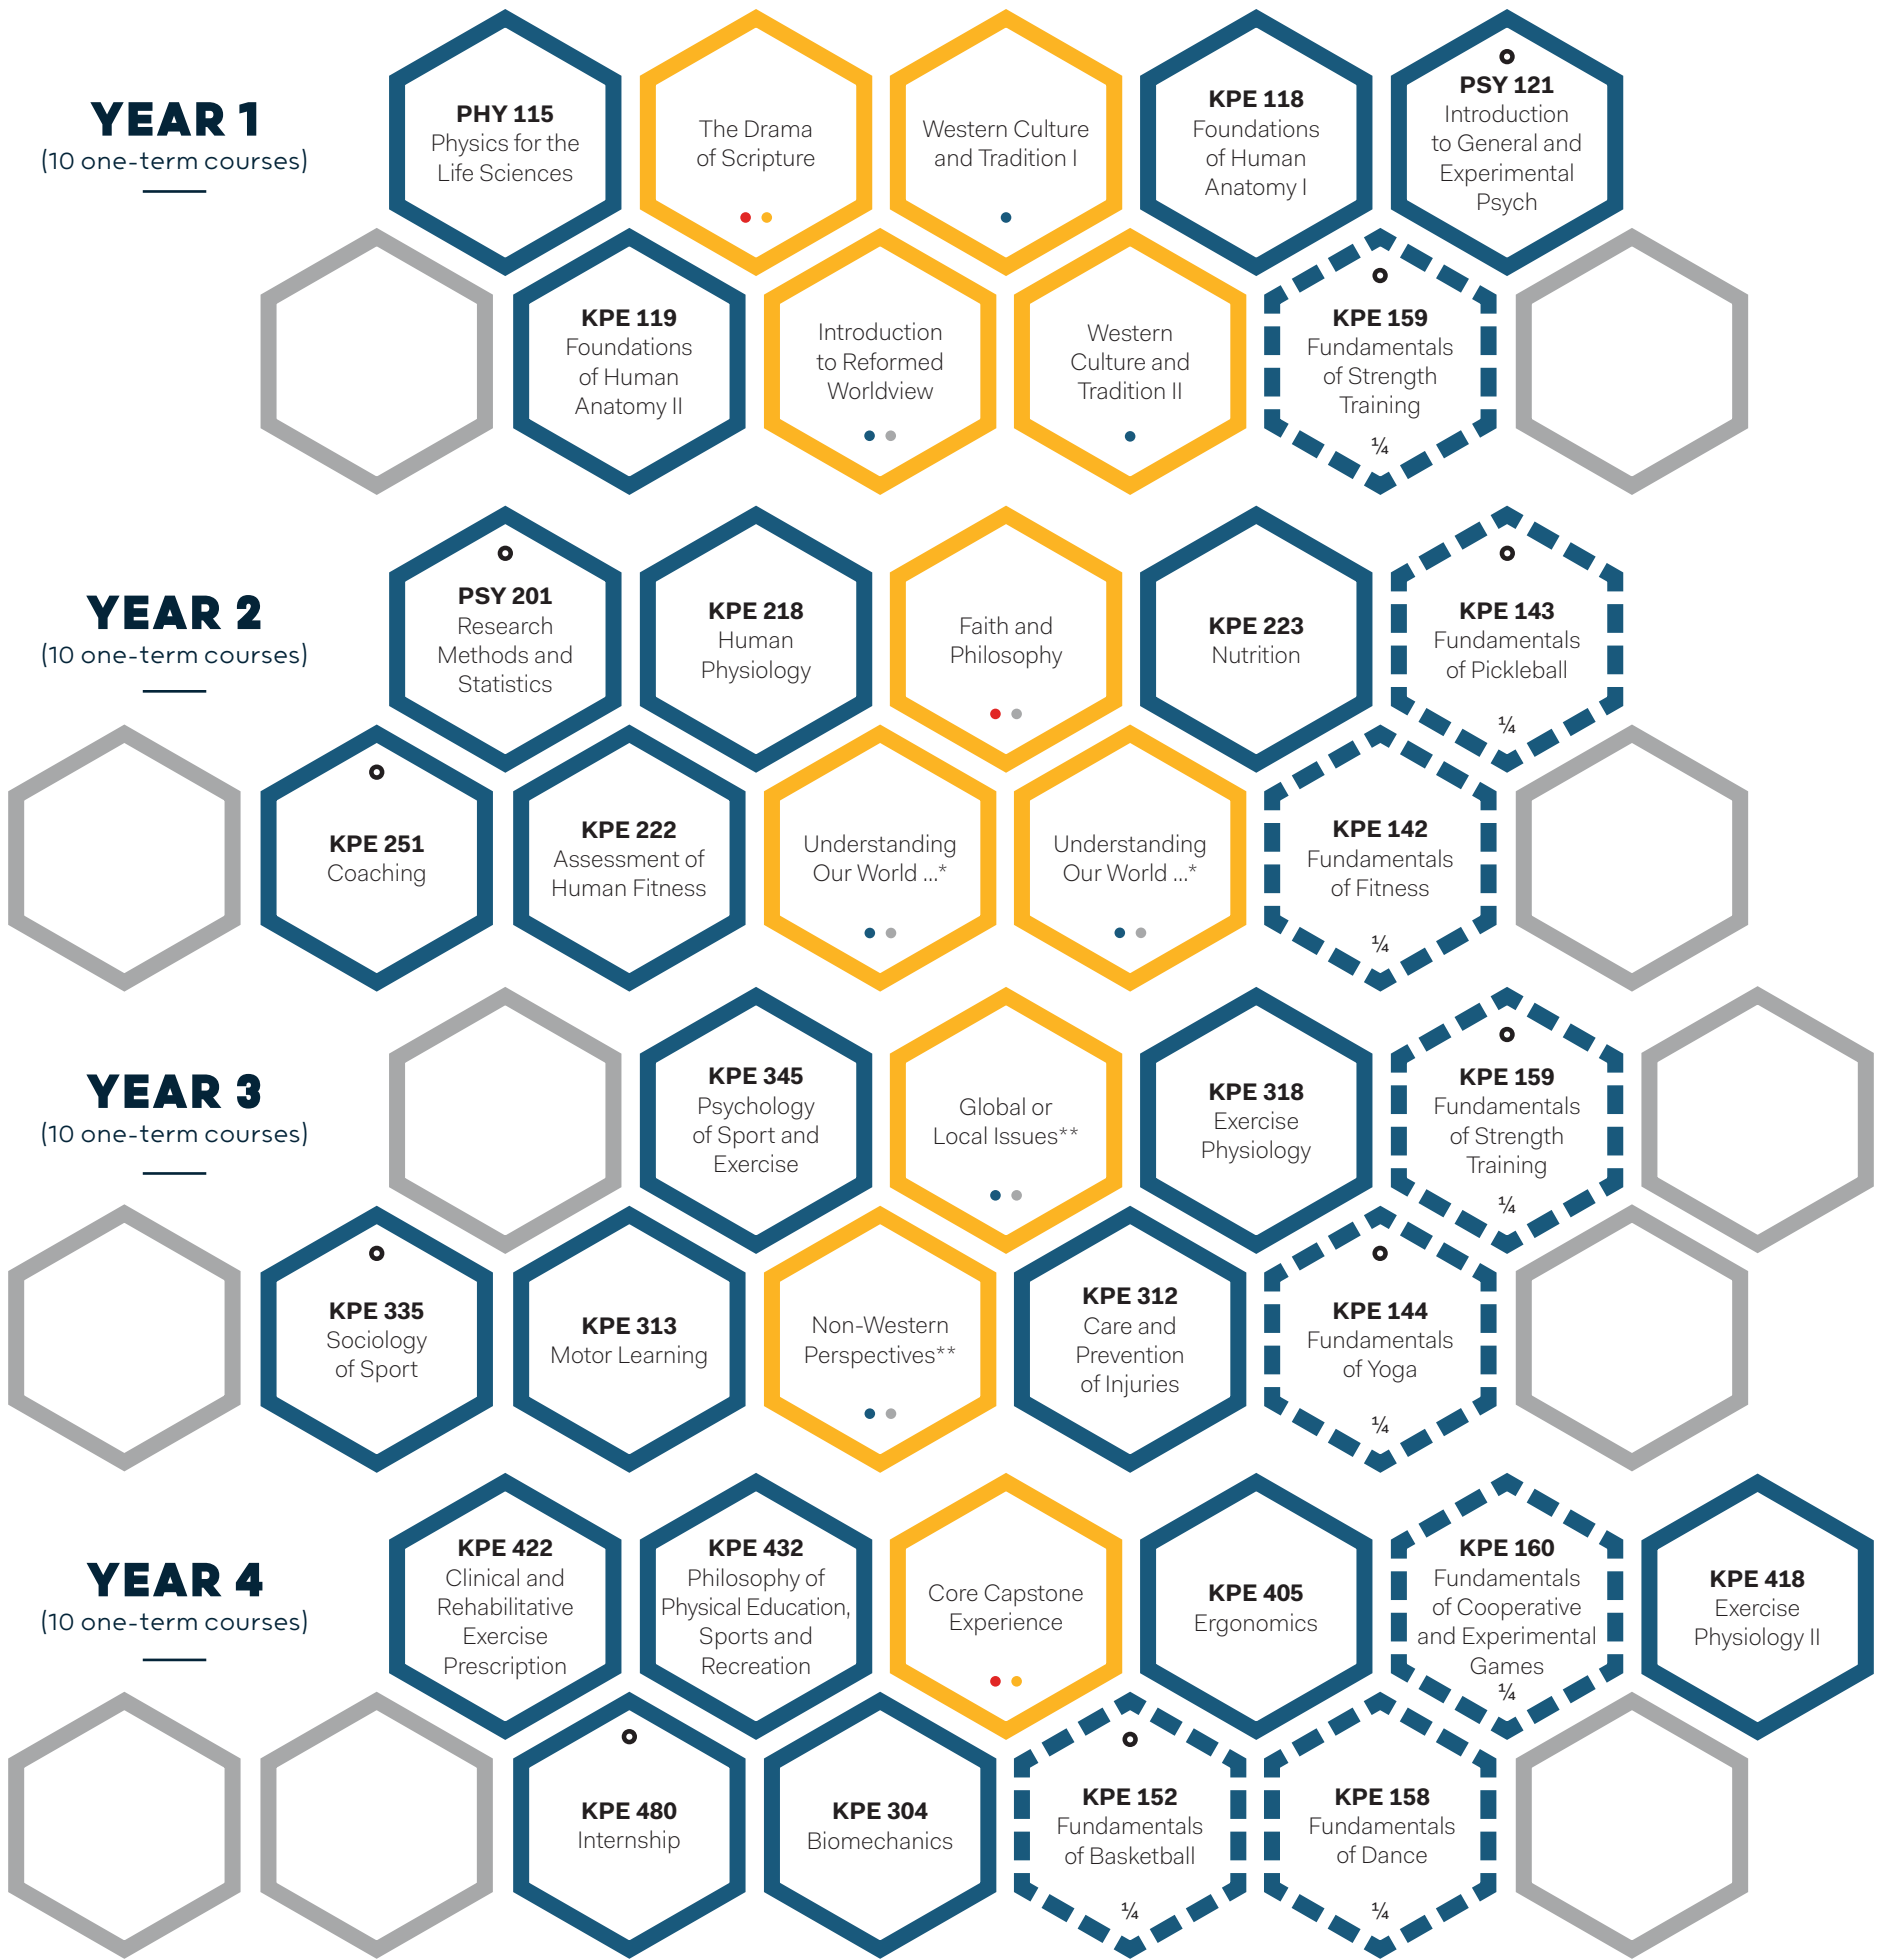 YEAR 1
(10 one-term courses)
PHY 115
Physics for the
Life Sciences
The Drama
of Scripture
Western Culture
and Tradition I
KPE 118
Foundations
of Human
Anatomy I
PSY 121
Introduction
to General and
Experimental
Psych
KPE 119
Foundations
of Human
Anatomy II
Introduction
to Reformed
Worldview
Western
Culture and
Tradition II
KPE 159
Fundamentals
of Strength
Training
¼
YEAR 2
(10 one-term courses)
PSY 201
Research
Methods and
Statistics
KPE 218
Human
Physiology
Faith and
Philosophy
KPE 223
Nutrition
KPE 143
Fundamentals
of Pickleball
¼
KPE 251
Coaching
KPE 222
Assessment of
Human Fitness
Understanding
Our World ...*
Understanding
Our World ...*
KPE 142
Fundamentals
of Fitness
¼
YEAR 3
(10 one-term courses)
KPE 345
Psychology
of Sport and
Exercise
Global or
Local Issues**
KPE 318
Exercise
Physiology
KPE 159
Fundamentals
of Strength
Training
¼
KPE 335
Sociology
of Sport
KPE 313
Motor Learning
Non-Western
Perspectives**
KPE 312
Care and
Prevention
of Injuries
KPE 144
Fundamentals
of Yoga
¼
YEAR 4
(10 one-term courses)
KPE 422
Clinical and
Rehabilitative
Exercise
Prescription
KPE 432
Philosophy of
Physical Education,
Sports and
Recreation
Core Capstone
Experience
KPE 405
Ergonomics
KPE 160
Fundamentals
of Cooperative
and Experimental
Games
¼
KPE 418
Exercise
Physiology II
KPE 480
Internship
KPE 304
Biomechanics
KPE 152
Fundamentals
of Basketball
¼
KPE 158
Fundamentals
of Dance
¼